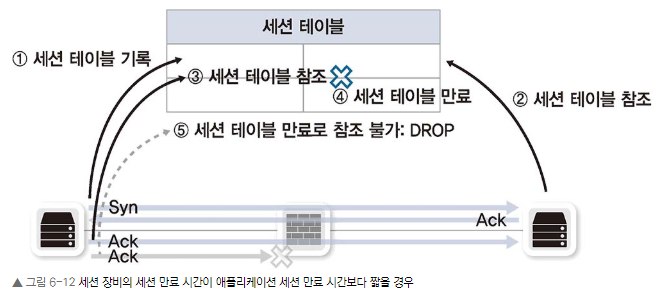 세션 테이블
① 세션 테이블 기록
③ 세션 테이블 참조
④ 세션 테이블 만료
② 세션 테이블 참조
⑤ 세션 테이블 만료로 참조 불가: DROP
Syn
Ack
Ack
Ack
▲ 그림 6-12 세션 장비의 세션 만료 시간이 애플리케이션 세션 만료 시간보다 짧을 경우